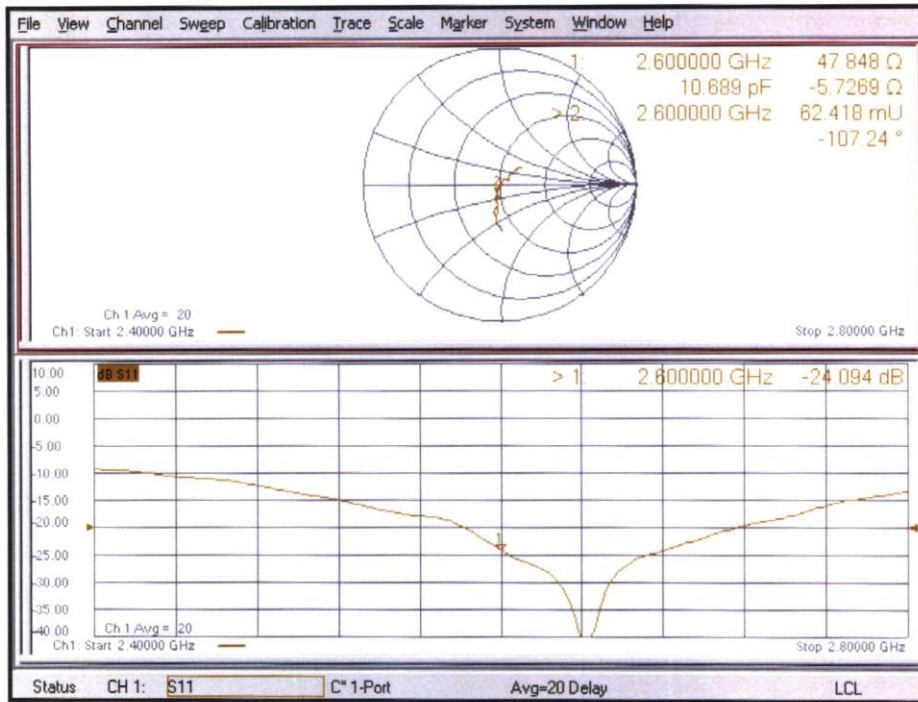 File View Channel Sweep Calibration Trace Scale Marker System Window Help
1: 2.600000 GHz 47.848 Ω
10.689 pF -5.7269 Ω
> 2: 2.600000 GHz 62.418 mU
-107.24 °
Ch 1 Avg = 20
Ch1: Start 2.40000 GHz Stop 2.80000 GHz
10.00 dB S11 > 1: 2.600000 GHz -24.094 dB
5.00
0.00
-5.00
-10.00
-15.00
-20.00
1
-25.00
-30.00
-35.00
-40.00 Ch 1 Avg = 20
Ch1: Start 2.40000 GHz Stop 2.80000 GHz
Status CH 1: S11 C* 1-Port Avg=20 Delay LCL